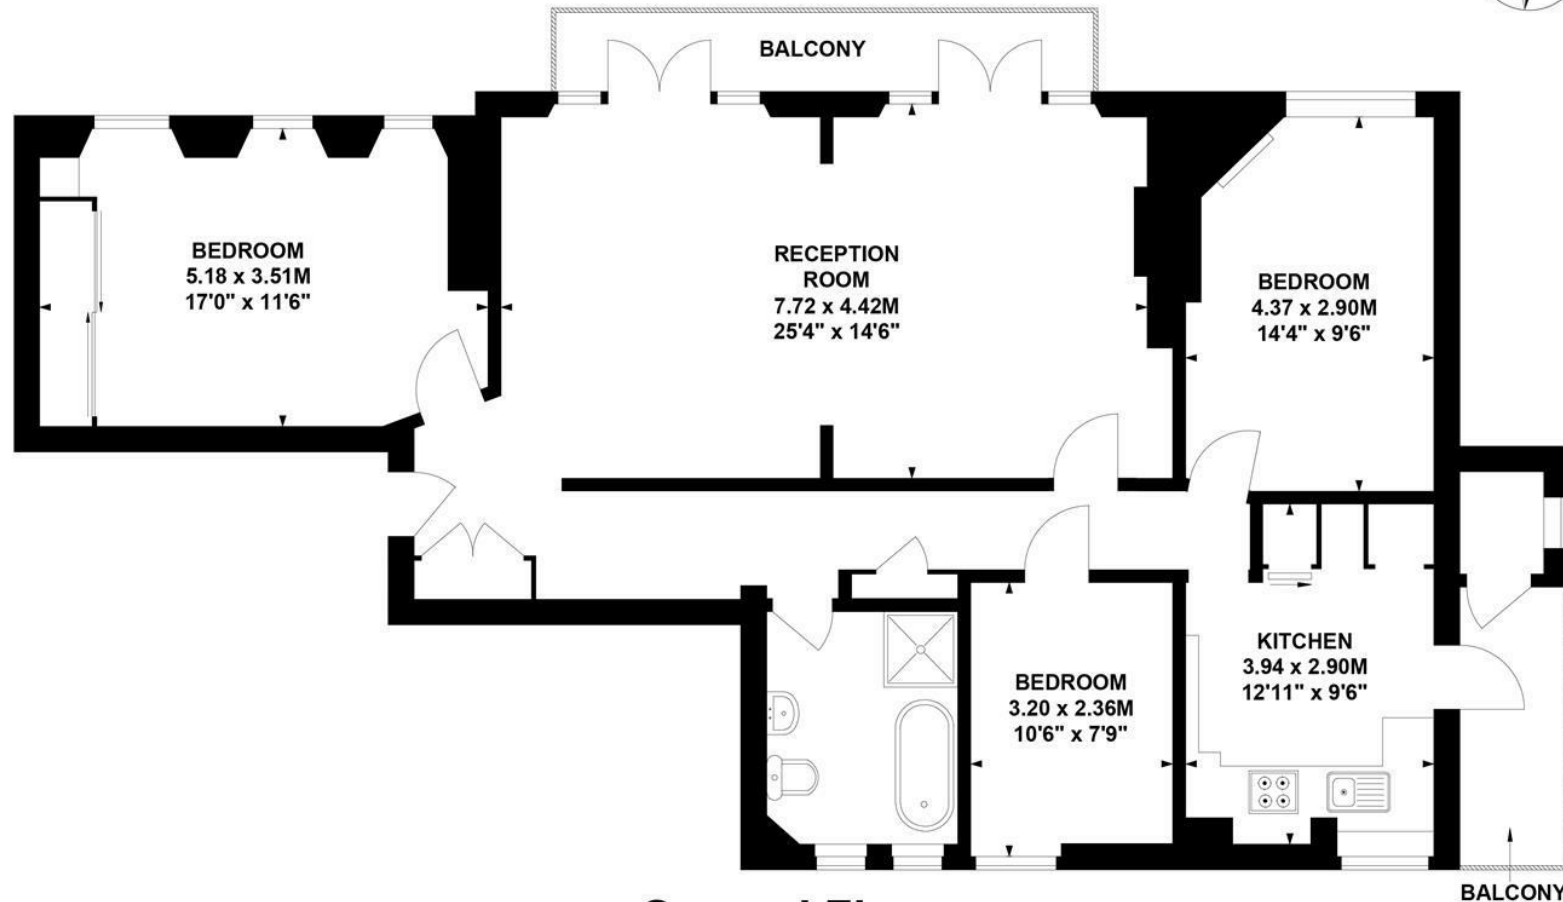 BALCONY
BEDROOM
5.18 x 3.51M
17'0" x 11'6"
RECEPTION
ROOM
7.72 x 4.42M
25'4" x 14'6"
BEDROOM
4.37 x 2.90M
14'4" x 9'6"
BEDROOM
3.20 x 2.36M
10'6" x 7'9"
KITCHEN
3.94 x 2.90M
12'11" x 9'6"
BALCONY